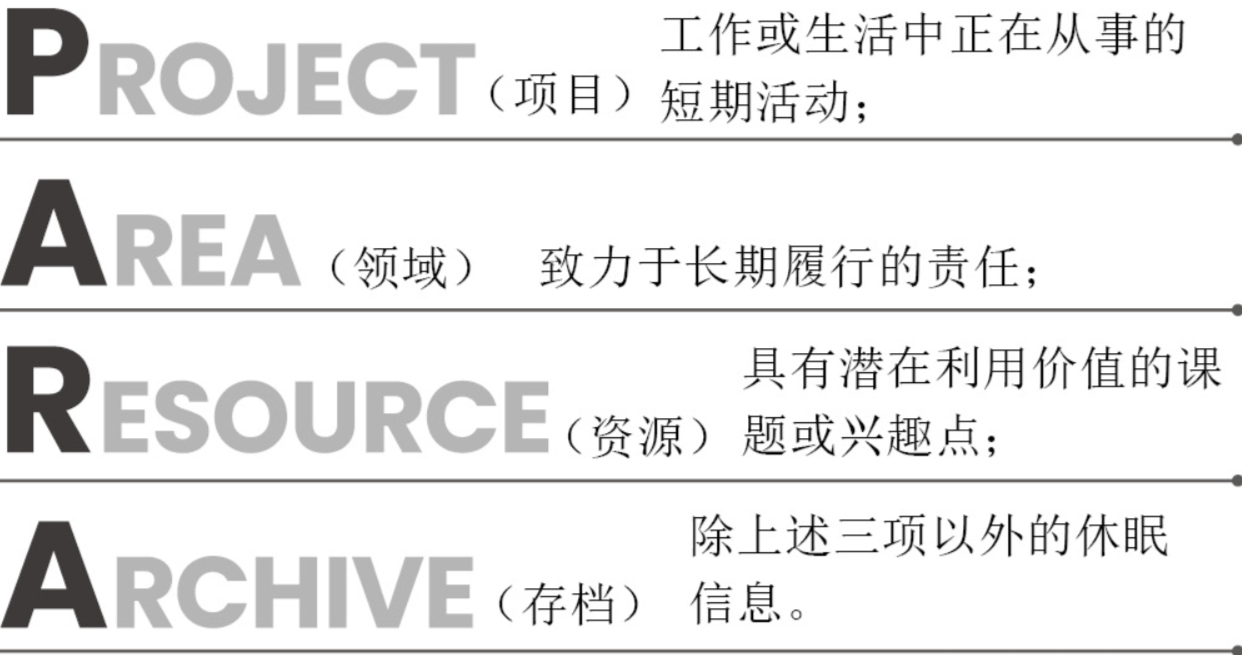 PROJECT（项目）工作或生活中正在从事的
短期活动；
AREA（领域） 致力于长期履行的责任；
RESOURCE（资源）具有潜在利用价值的课
题或兴趣点；
ARCHIVE（存档） 除上述三项以外的休眠
信息。